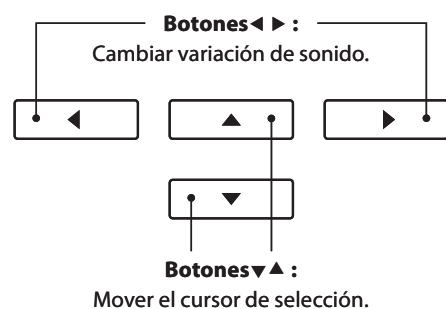 Botones◀ ▶ :
Cambiar variación de sonido.
◀ ▲ ▶
▼
Botones▼▲ :
Mover el cursor de selección.